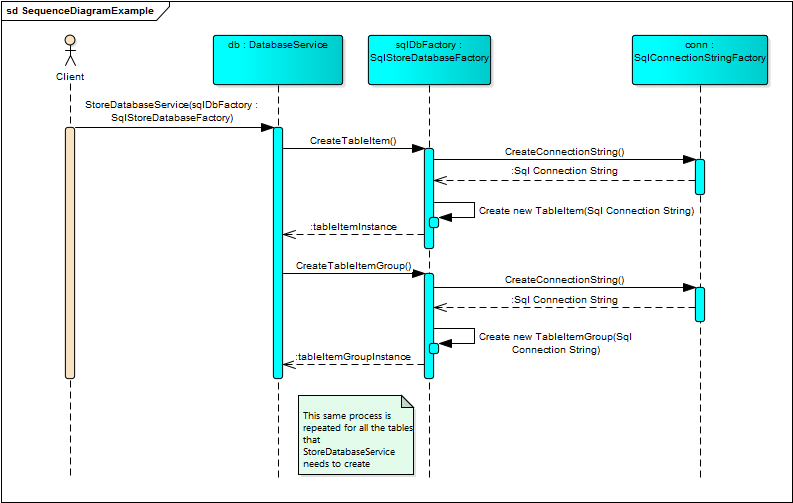 sd SequenceDiagramExample
Client
db : DatabaseService
sqlDbFactory :
SqlStoreDatabaseFactory
conn :
SqlConnectionStringFactory
StoreDatabaseService(sqlDbFactory :
SqlStoreDatabaseFactory)
CreateTableItem()
CreateConnectionString()
:Sql Connection String
Create new TableItem(Sql Connection String)
:tableItemInstance
CreateTableItemGroup()
CreateConnectionString()
:Sql Connection String
Create new TableItemGroup(Sql
Connection String)
:tableItemGroupInstance
This same process is
repeated for all the tables
that
StoreDatabaseService
needs to create